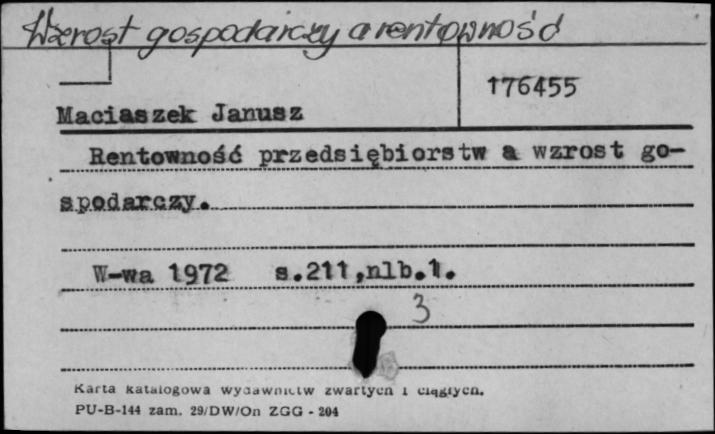 Wzrost gospodarczy a rentowność
176455
Maciaszek Janusz
Rentowność przedsiębiorstw a wzrost go-
spodarczy.
W-wa 1972 s.211,nlb.1.
3
Karta katalogowa wydawnictw zwartych i ciągłych.
PU-B-144 zam. 29/DW/On ZGG - 204